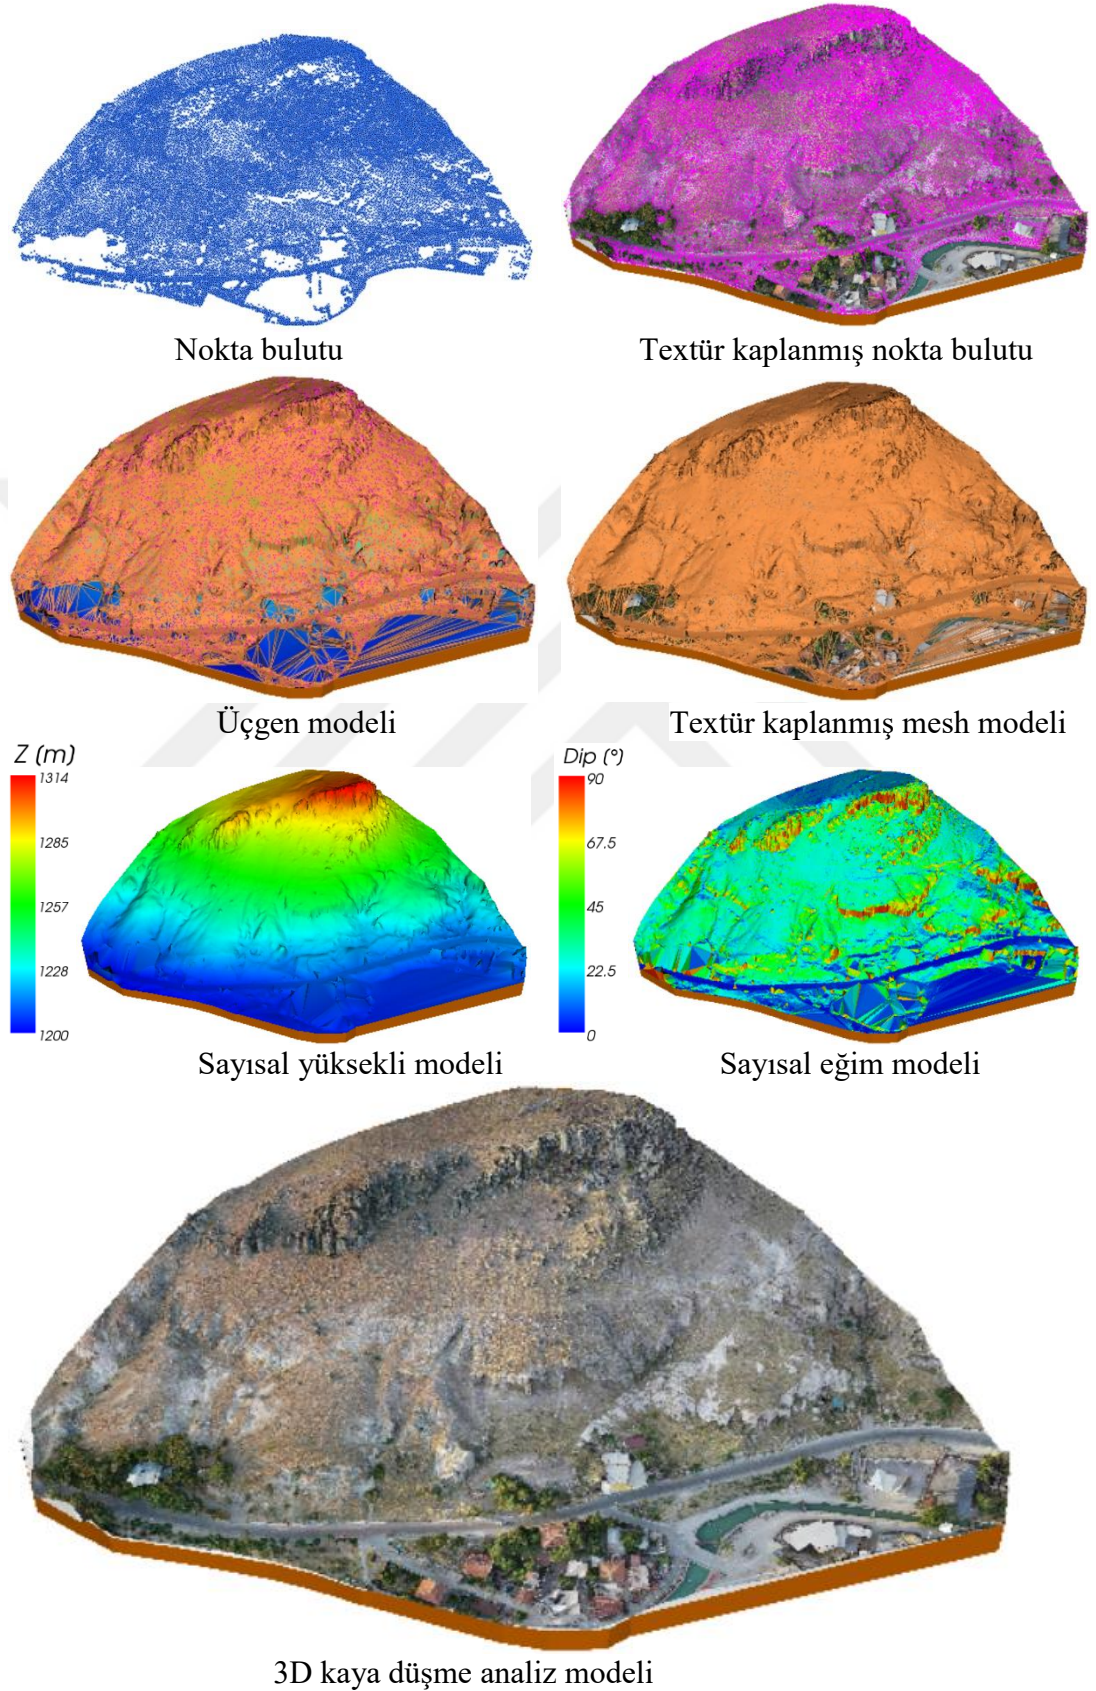 Nokta bulutu
Textür kaplanmış nokta bulutu
Üçgen modeli
Textür kaplanmış mesh modeli
Z (m)
1314
1285
1257
1228
1200
Sayısal yüksekli modeli
Dip (°)
90
67.5
45
22.5
0
Sayısal eğim modeli
3D kaya düşme analiz modeli